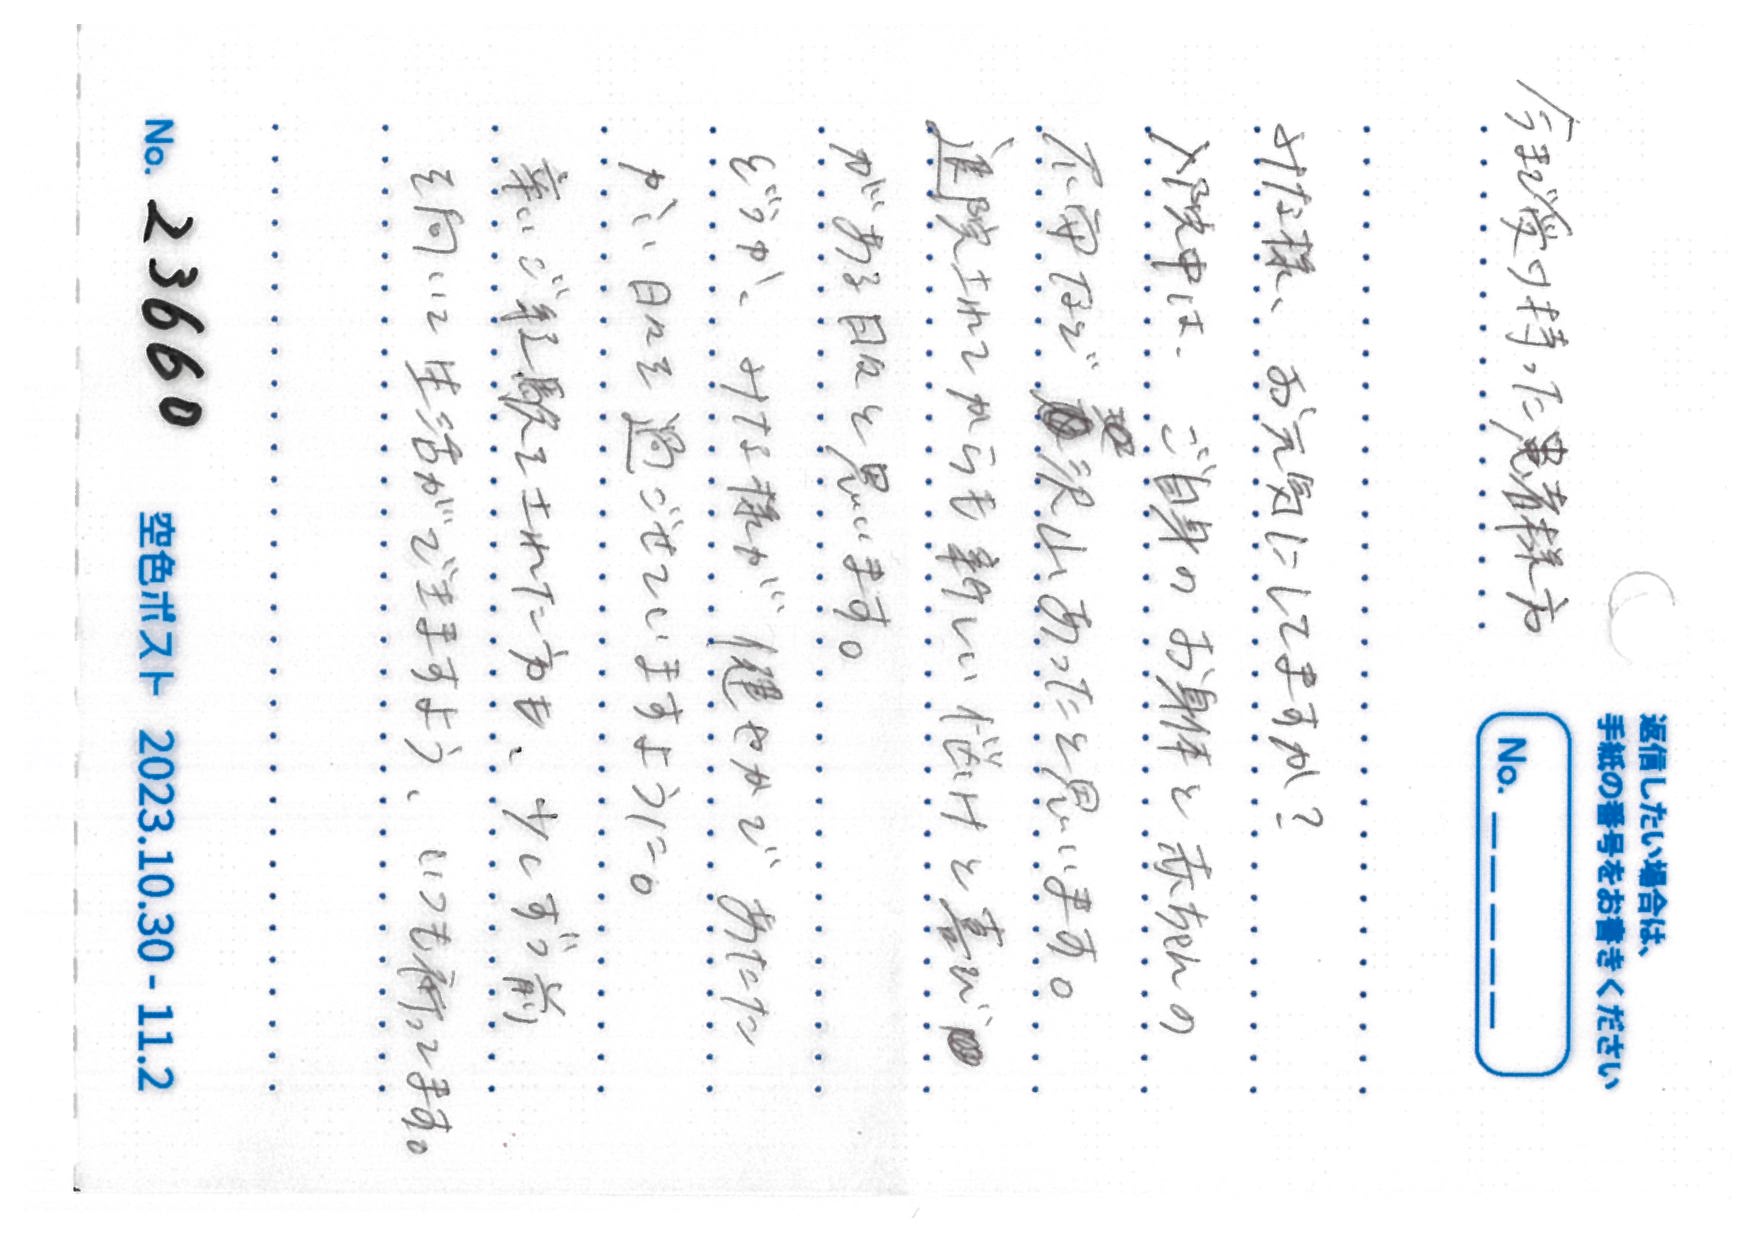 返信したい場合は、
手紙の番号をお書きください
No. _ _ _ _ _
今まで受け持った患者様方
みな様、お元気にしてますか?
入院中は、ご自身のお身体と赤ちゃんの
不安など沢山あったと思います。
退院されてからも新しい悩みと喜び
がある日々と思います。
どうか、みな様が健やかであたた
かい日々を過ごせていますように。
辛いご経験をされた方も、少しずつ前
を向いて生活ができますよう、いつも祈ってます。
No. 23660
空色ポスト 2023.10.30 - 11.2